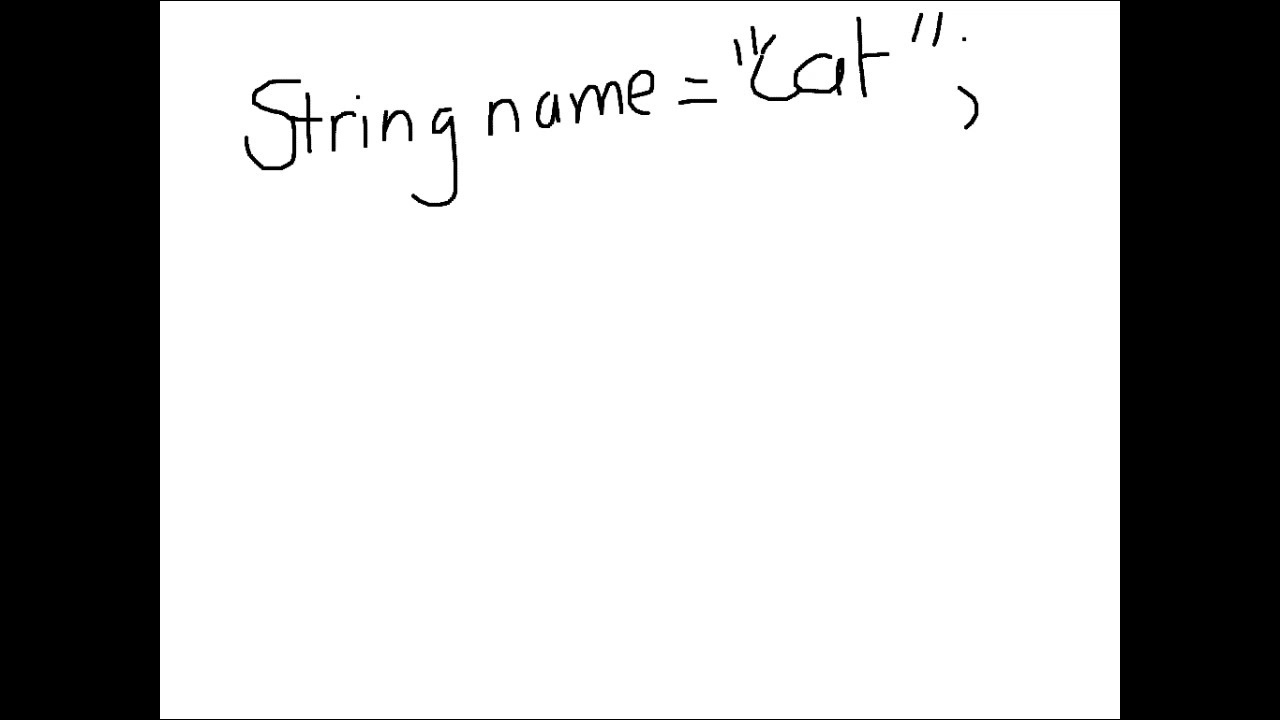 String name = "cat";